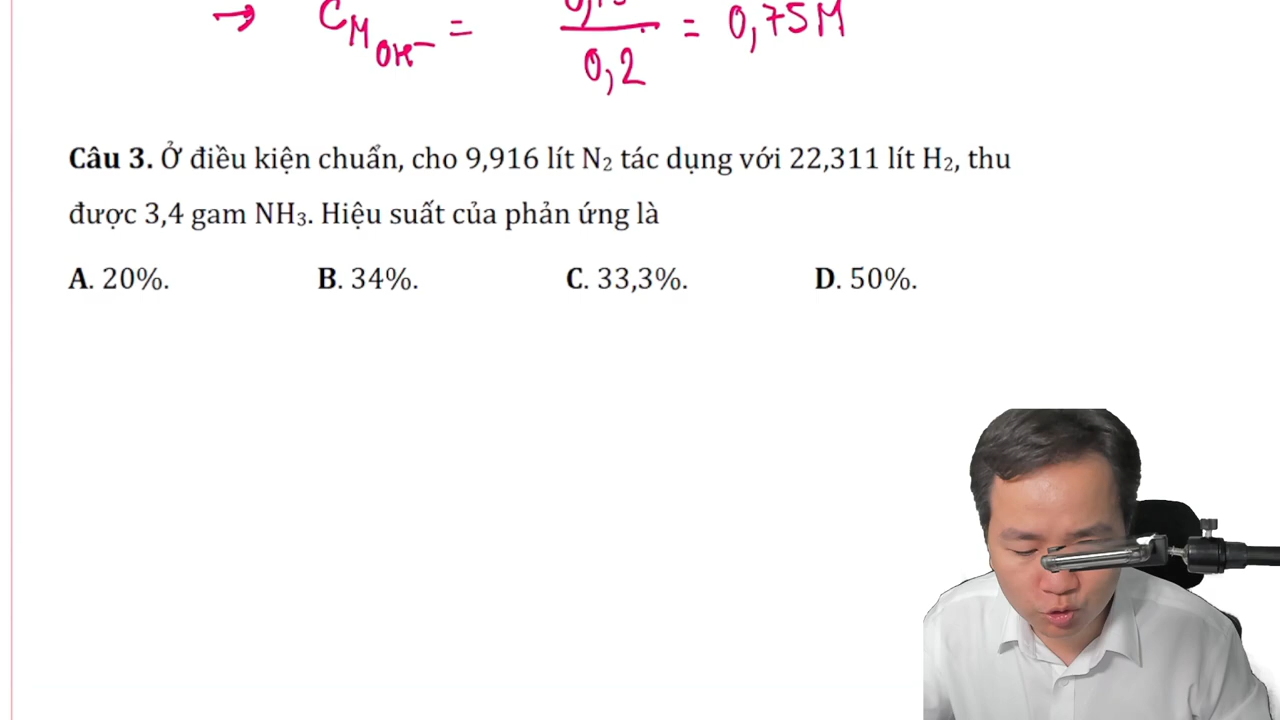 → C_M OH⁻ = 0,15 / 0,2 = 0,75M
Câu 3. Ở điều kiện chuẩn, cho 9,916 lít N₂ tác dụng với 22,311 lít H₂, thu
được 3,4 gam NH₃. Hiệu suất của phản ứng là
A. 20%. B. 34%. C. 33,3%. D. 50%.